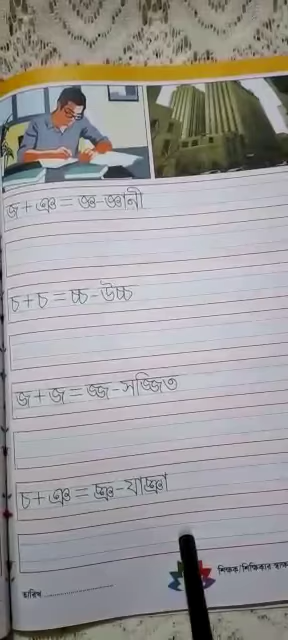 জ + ঞ = জ্ঞ - জ্ঞানী
চ + চ = চ্চ - উচ্চ
জ + জ = জ্জ - সজ্জিত
চ + ঞ = চ্ঞ - যাচ্ঞা
তারিখ ....................
শিক্ষক/শিক্ষিকার